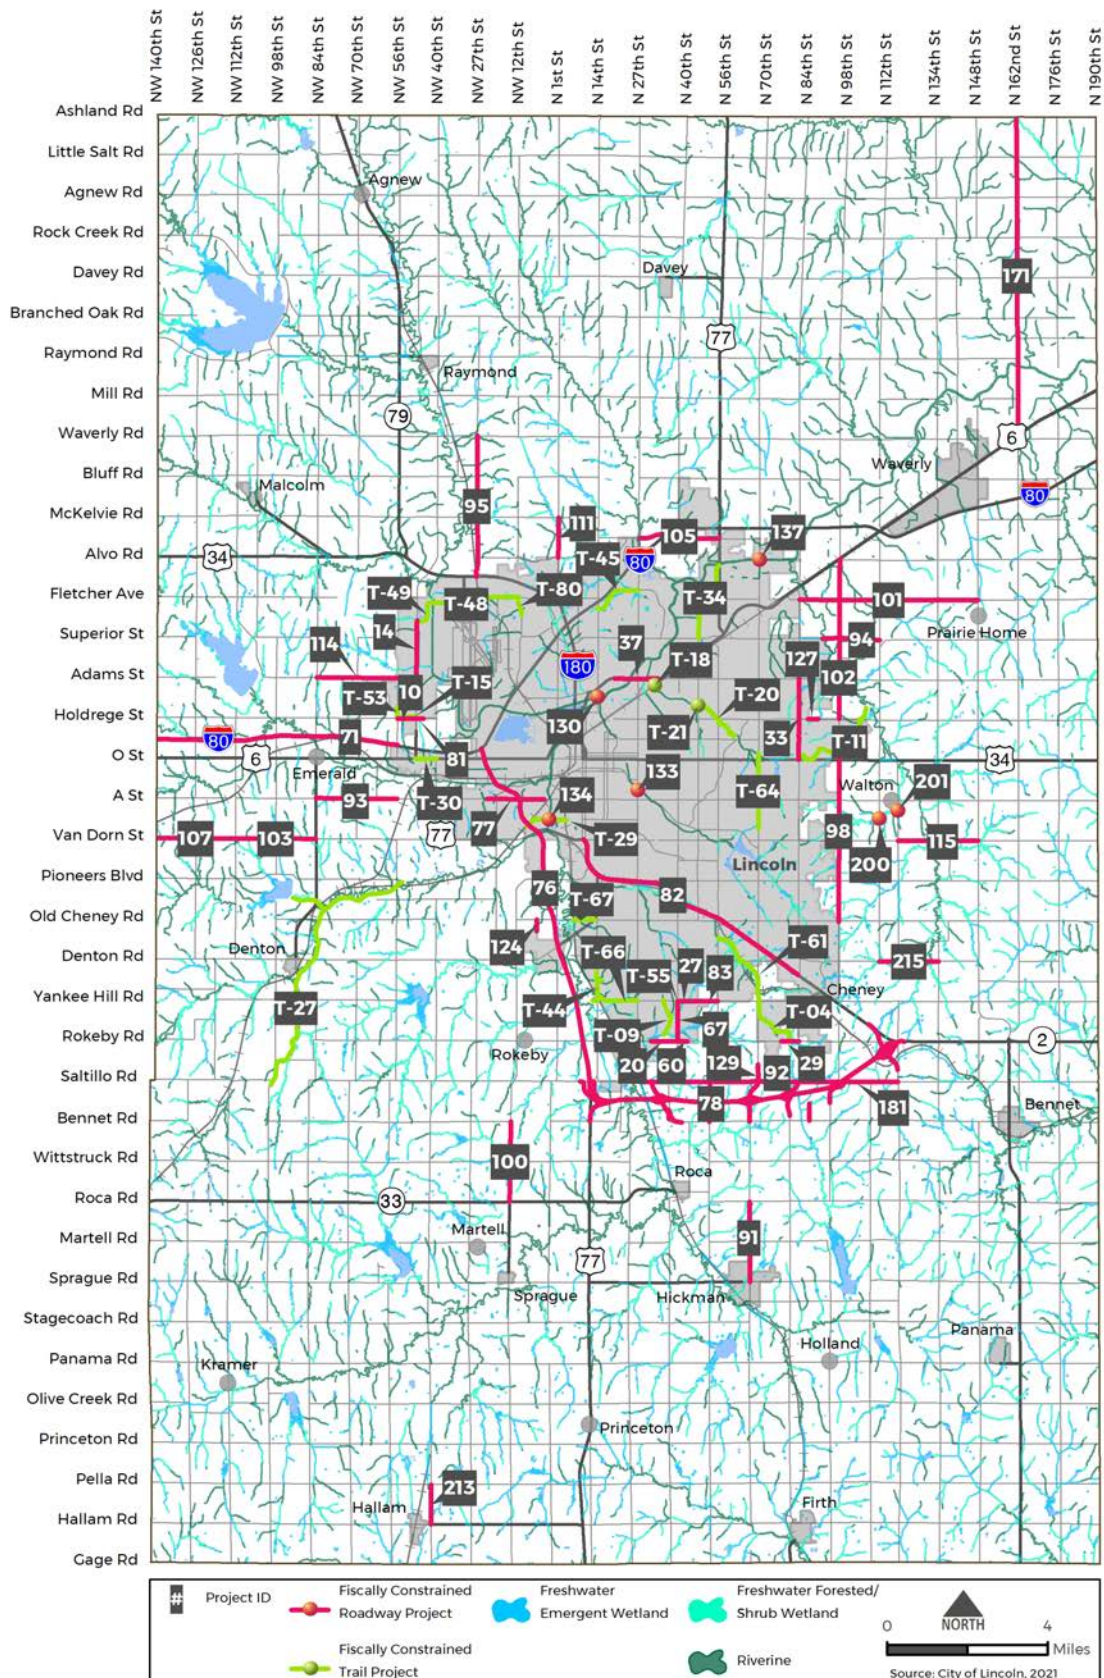 NW 140th St
NW 126th St
NW 112th St
NW 98th St
NW 84th St
NW 70th St
NW 56th St
NW 40th St
NW 27th St
NW 12th St
N 1st St
N 14th St
N 27th St
N 40th St
N 56th St
N 70th St
N 84th St
N 98th St
N 112th St
N 134th St
N 148th St
N 162nd St
N 176th St
N 190th St
Ashland Rd
Little Salt Rd
Agnew Rd
Agnew
Rock Creek Rd
Davey Rd
Davey
171
Branched Oak Rd
77
Raymond Rd
Raymond
Mill Rd
79
Waverly Rd
6
Waverly
Bluff Rd
Malcolm
95
80
McKelvie Rd
111
105
137
Alvo Rd
34
T-45
80
Fletcher Ave
T-49
T-48
T-80
T-34
101
Superior St
114
14
37
94
Prairie Home
Adams St
180
T-18
127
102
T-53
10
T-15
T-20
Holdrege St
130
T-21
33
T-11
80
71
81
O St
6
Emerald
34
133
A St
93
T-30
134
T-64
Walton
201
Van Dorn St
107
103
77
77
T-29
98
115
Lincoln
200
Pioneers Blvd
76
82
T-67
Old Cheney Rd
Denton
124
T-66
T-61
Denton Rd
27
83
215
T-55
Yankee Hill Rd
T-27
T-44
Cheney
T-04
T-09
67
Rokeby Rd
Rokeby
2
20
60
129
92
29
Saltillo Rd
78
181
Bennet
Bennet Rd
Wittstruck Rd
100
Roca
Roca Rd
33
Martell
91
Martell Rd
77
Sprague Rd
Sprague
Hickman
Stagecoach Rd
Holland
Panama
Panama Rd
Kramer
Olive Creek Rd
Princeton
Princeton Rd
Pella Rd
213
Hallam
Firth
Hallam Rd
Gage Rd
# Project ID
Fiscally Constrained
Roadway Project
Freshwater
Emergent Wetland
Freshwater Forested/
Shrub Wetland
Fiscally Constrained
Trail Project
Riverine
NORTH
0 4
Miles
Source: City of Lincoln, 2021